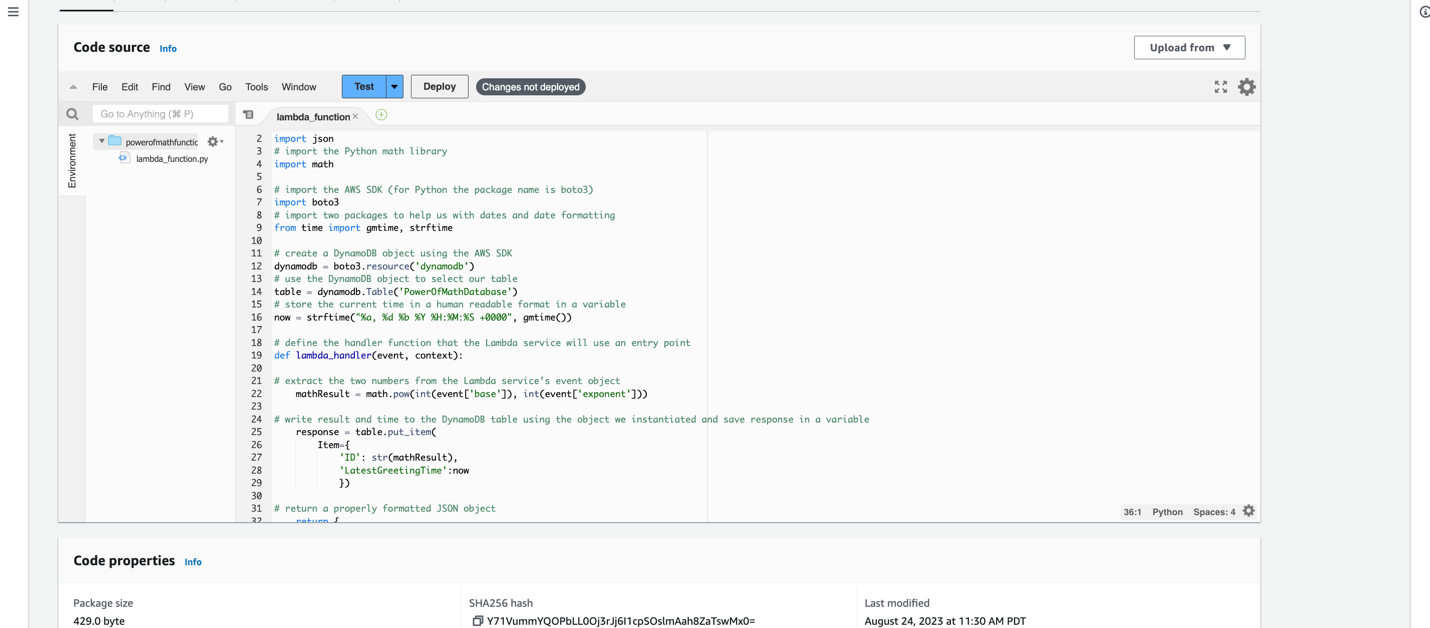 Code source Info
Upload from ▼
File Edit Find View Go Tools Window Test Deploy Changes not deployed
Go to Anything (⌘ P)
lambda_function ×
Environment
powerofmathfunctic
lambda_function.py
2 import json
3 # import the Python math library
4 import math
5
6 # import the AWS SDK (for Python the package name is boto3)
7 import boto3
8 # import two packages to help us with dates and date formatting
9 from time import gmtime, strftime
10
11 # create a DynamoDB object using the AWS SDK
12 dynamodb = boto3.resource('dynamodb')
13 # use the DynamoDB object to select our table
14 table = dynamodb.Table('PowerOfMathDatabase')
15 # store the current time in a human readable format in a variable
16 now = strftime("%a, %d %b %Y %H:%M:%S +0000", gmtime())
17
18 # define the handler function that the Lambda service will use an entry point
19 def lambda_handler(event, context):
20
21 # extract the two numbers from the Lambda service's event object
22 mathResult = math.pow(int(event['base']), int(event['exponent']))
23
24 # write result and time to the DynamoDB table using the object we instantiated and save response in a variable
25 response = table.put_item(
26 Item={
27 'ID': str(mathResult),
28 'LatestGreetingTime':now
29 })
30
31 # return a properly formatted JSON object
32 return {
36:1 Python Spaces: 4
Code properties Info
Package size
429.0 byte
SHA256 hash
Y71VummYQOPbLL0Oj3rJj6I1cpSOslmAah8ZaTswMx0=
Last modified
August 24, 2023 at 11:30 AM PDT